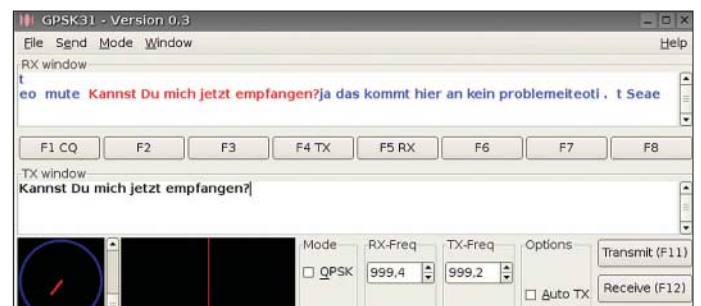 GPSK31 - Version 0.3
File Send Mode Window Help
RX window
t
eo mute Kannst Du mich jetzt empfangen?ja das kommt hier an kein problemeiteoti . t Seae
F1 CQ F2 F3 F4 TX F5 RX F6 F7 F8
TX window
Kannst Du mich jetzt empfangen?
Mode RX-Freq TX-Freq Options
Transmit (F11)
QPSK 999,4 999,2
Auto TX Receive (F12)